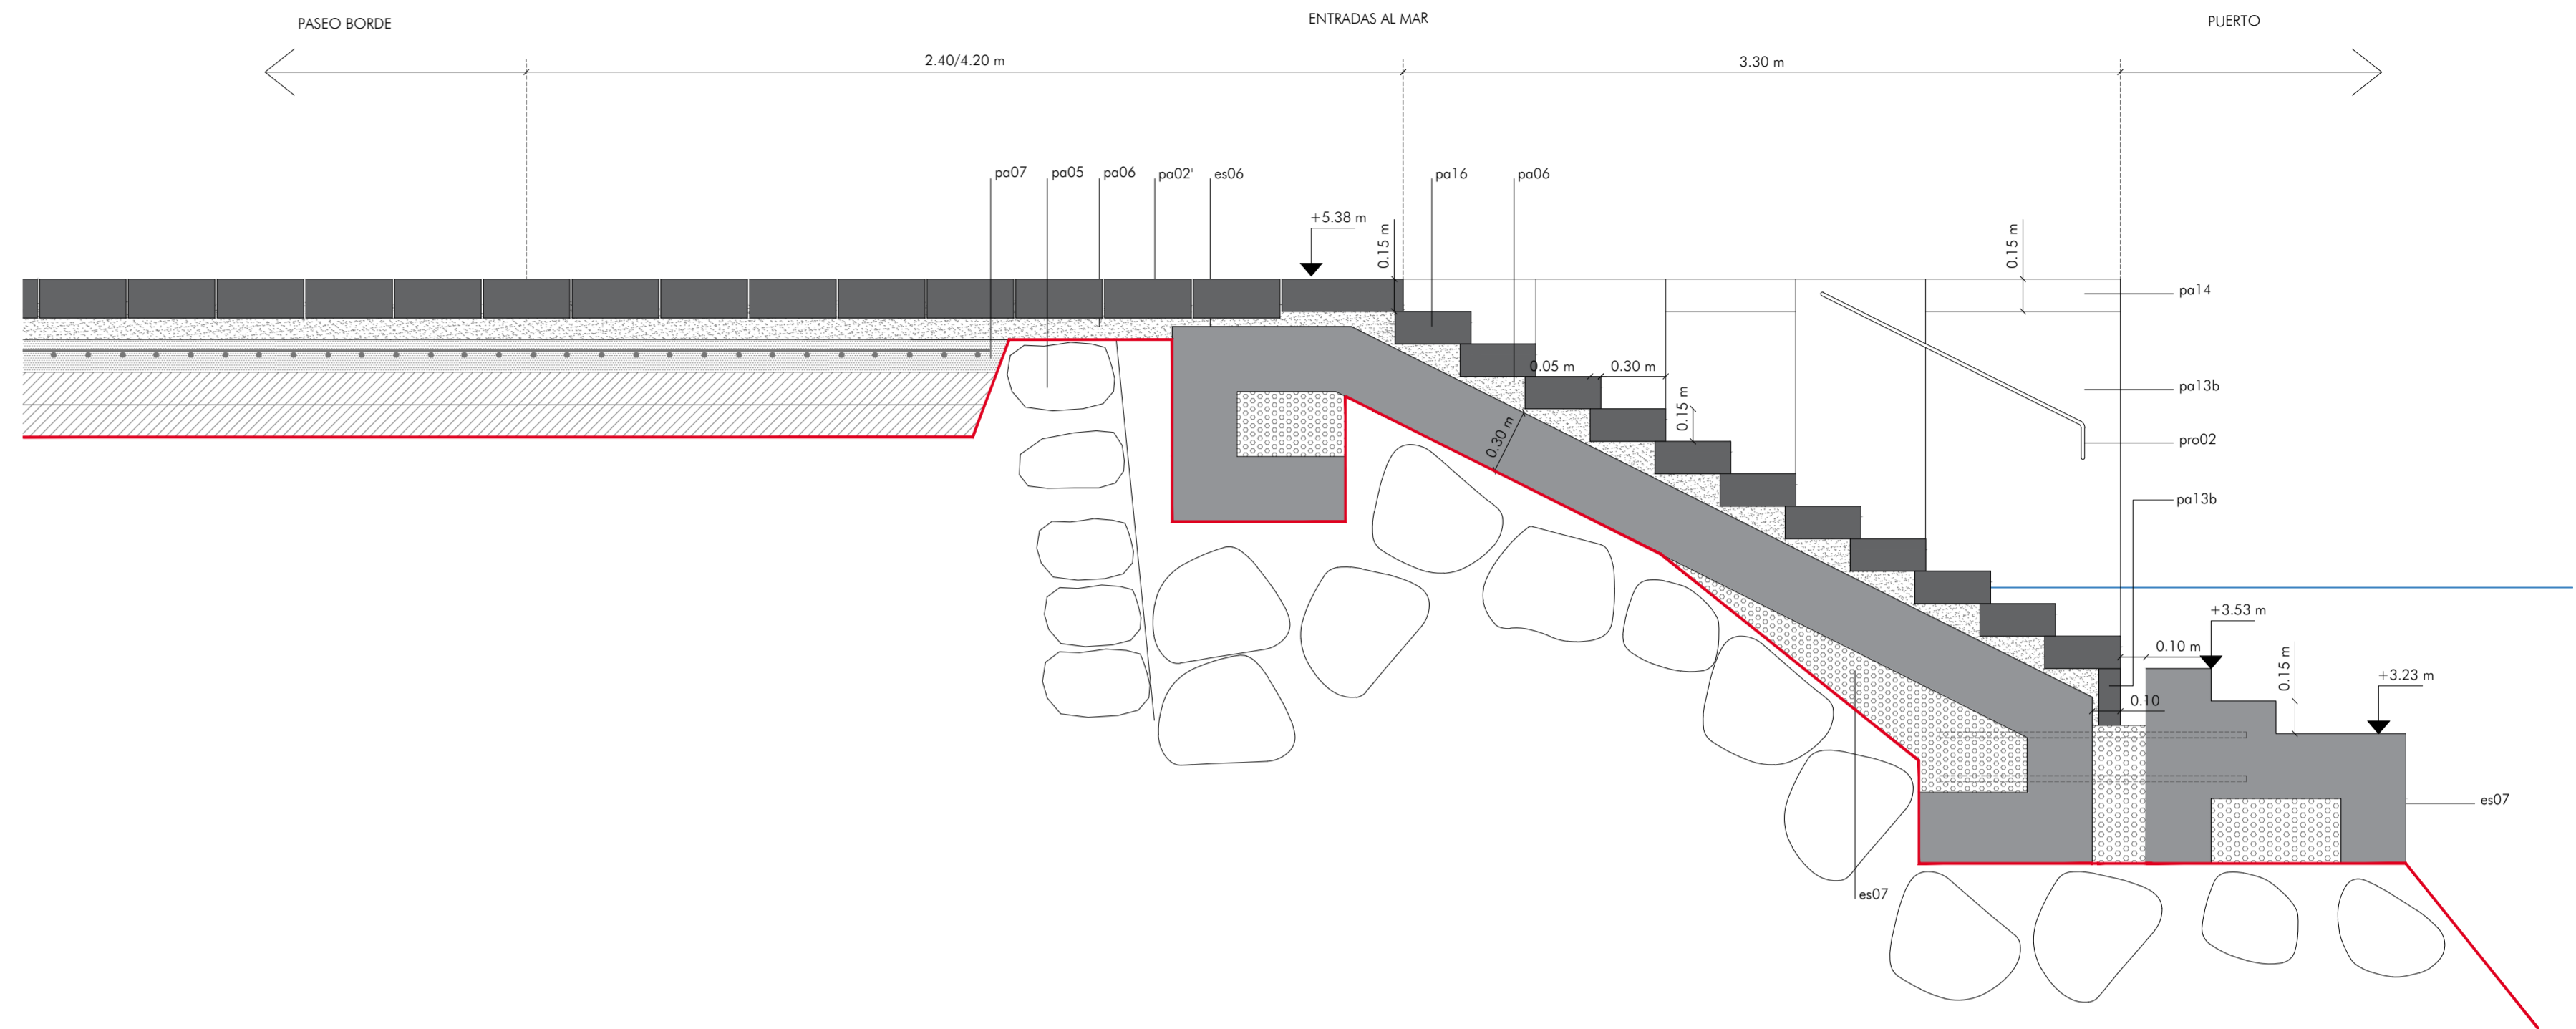 PASEO BORDE
ENTRADAS AL MAR
PUERTO
2.40/4.20 m
3.30 m
pa07
pa05
pa06
pa02'
es06
pa16
pa06
+5.38 m
0.15 m
0.15 m
pa14
0.05 m
0.30 m
pa13b
0.15 m
0.30 m
pro02
pa13b
+3.53 m
0.10 m
0.15 m
+3.23 m
0.10
es07
es07